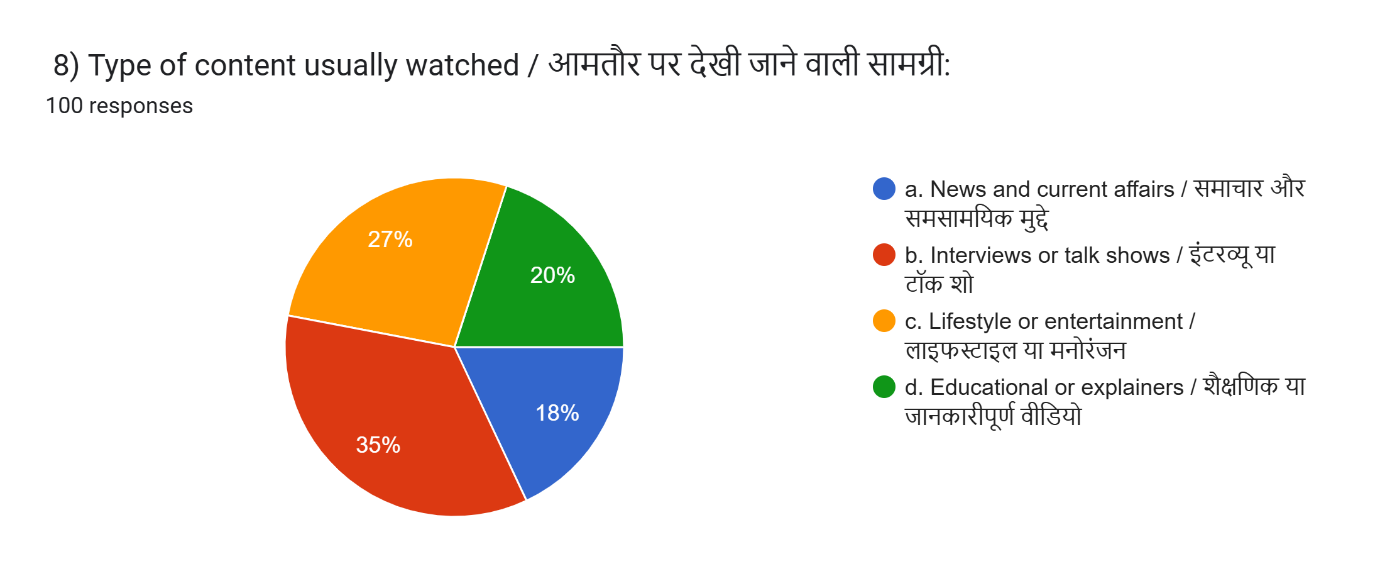 8) Type of content usually watched / आमतौर पर देखी जाने वाली सामग्री:
100 responses
27%
20%
18%
35%
a. News and current affairs / समाचार और
समसामयिक मुद्दे
b. Interviews or talk shows / इंटरव्यू या
टॉक शो
c. Lifestyle or entertainment /
लाइफस्टाइल या मनोरंजन
d. Educational or explainers / शैक्षणिक या
जानकारीपूर्ण वीडियो